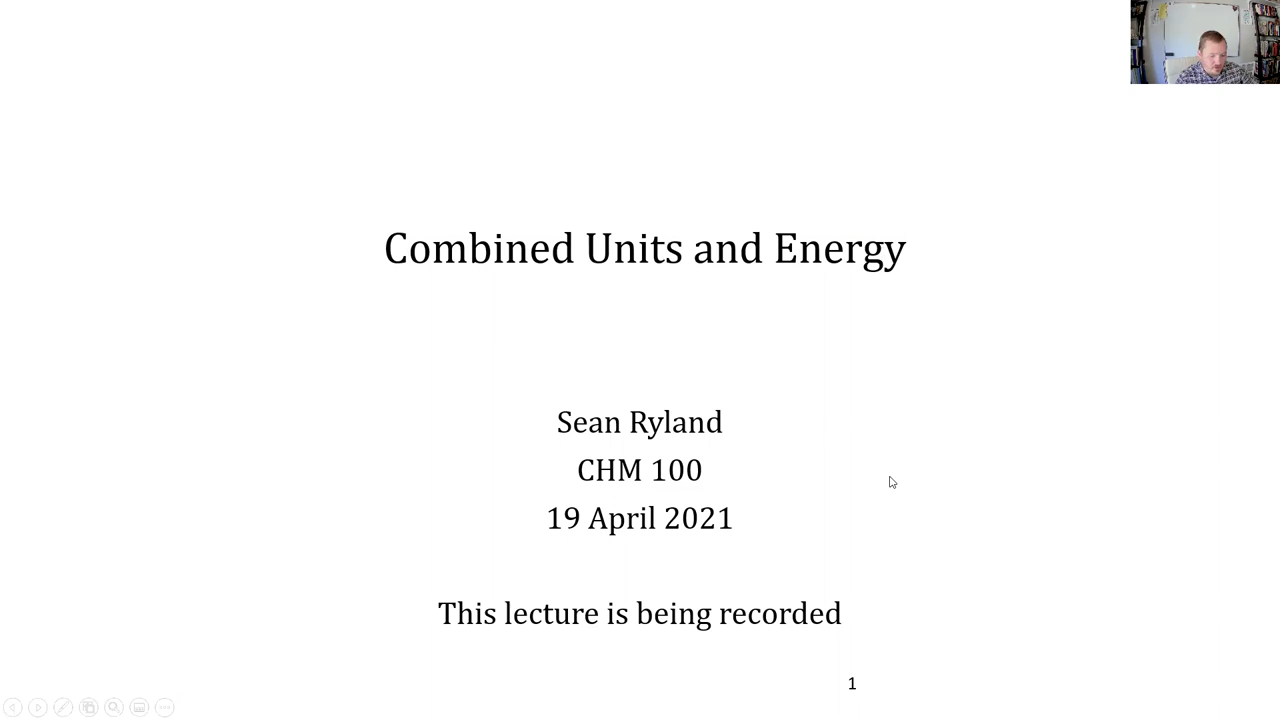 Combined Units and Energy
Sean Ryland
CHM 100
19 April 2021
This lecture is being recorded
1